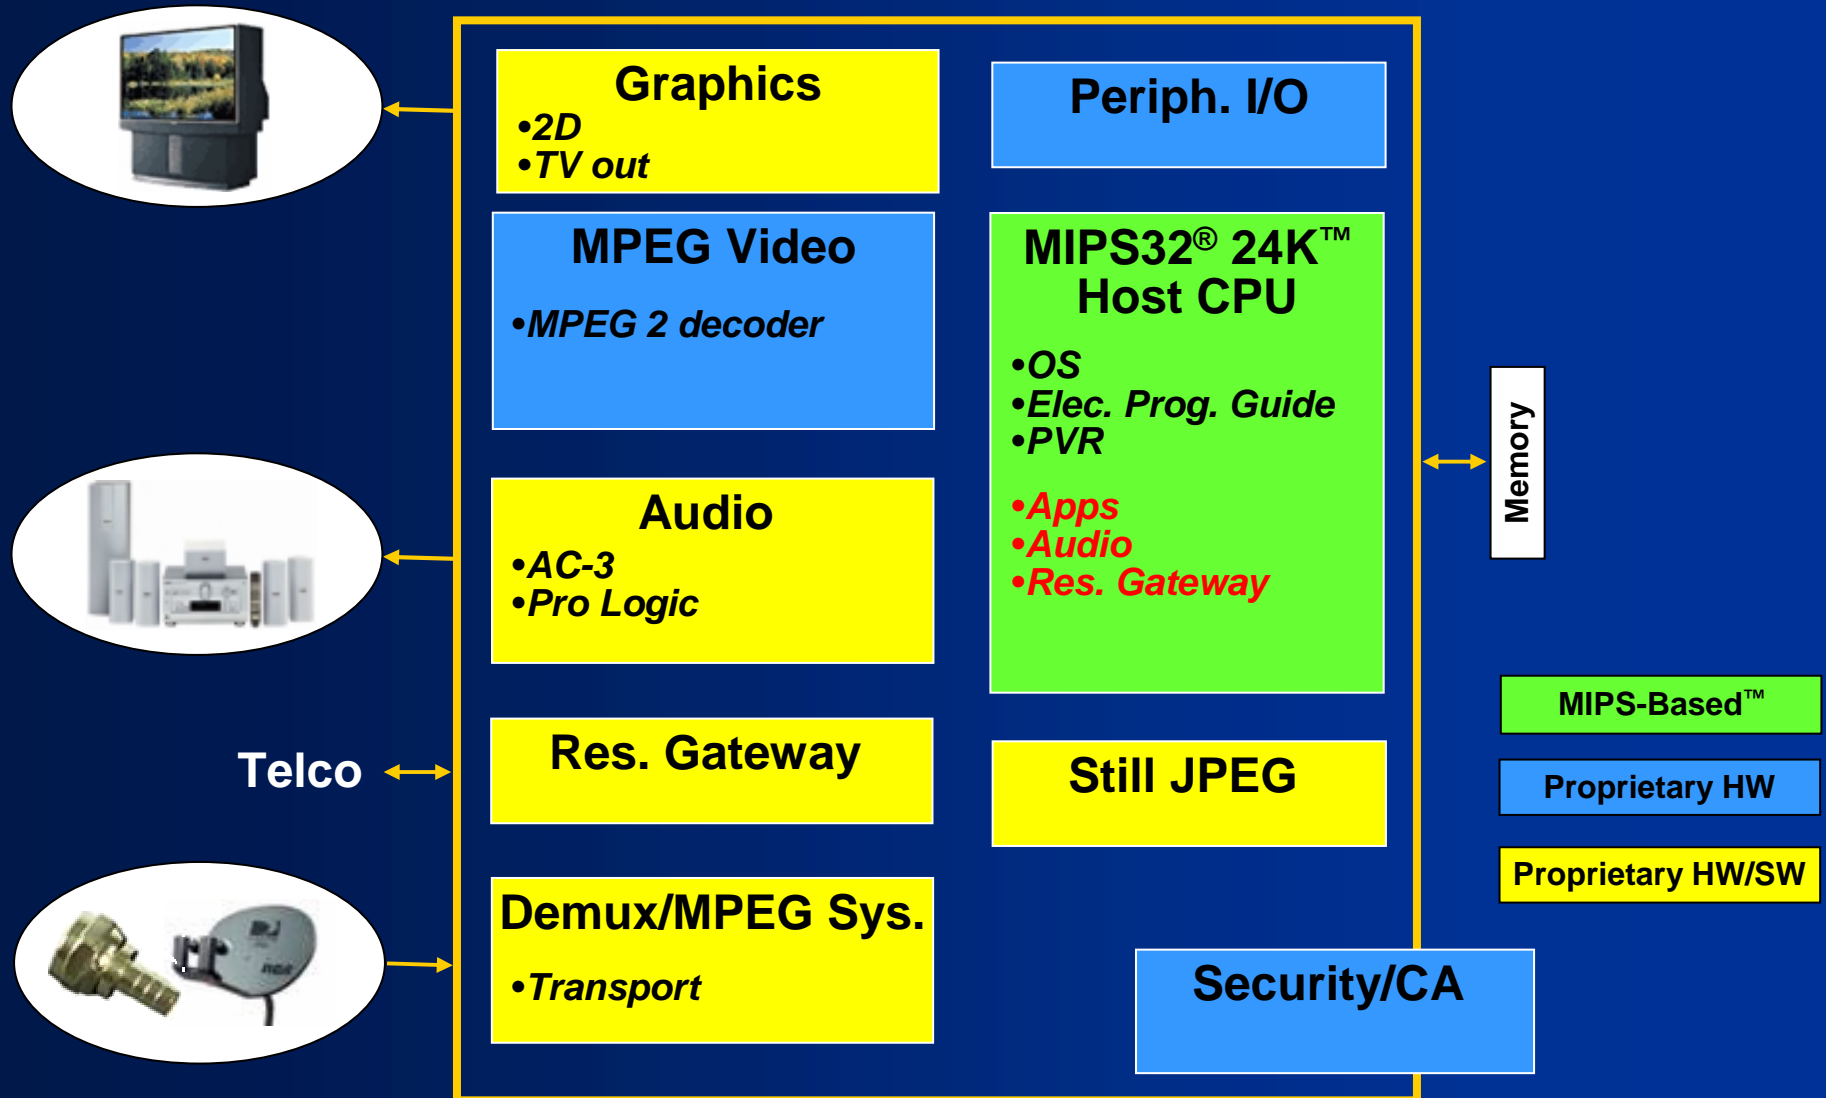 Graphics
•2D
•TV out
Periph. I/O
MPEG Video
•MPEG 2 decoder
MIPS32® 24K™
Host CPU
•OS
•Elec. Prog. Guide
•PVR
•Apps
•Audio
•Res. Gateway
Memory
Audio
•AC-3
•Pro Logic
Telco
Res. Gateway
Still JPEG
Demux/MPEG Sys.
•Transport
Security/CA
MIPS-Based™
Proprietary HW
Proprietary HW/SW
RCA